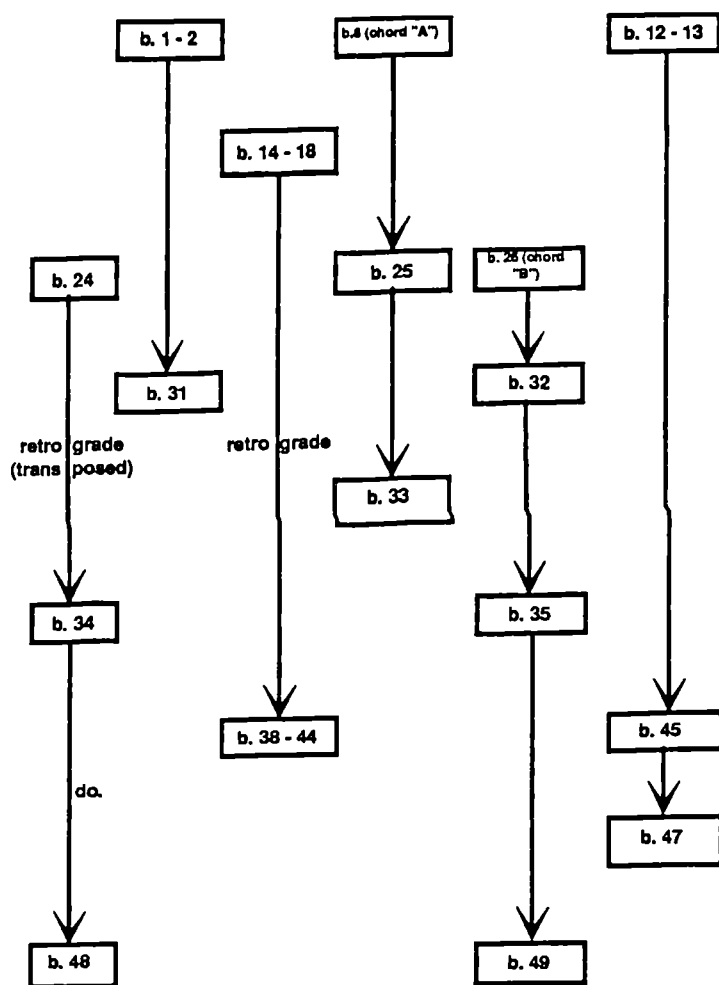 b. 1 - 2
b.8 (chord "A")
b. 12 - 13
b. 14 - 18
b. 24
b. 25
b. 26 (chord
"B")
b. 31
b. 32
retro grade
(trans posed)
retro grade
b. 33
b. 34
b. 35
b. 38 - 44
b. 45
do.
b. 47
b. 48
b. 49